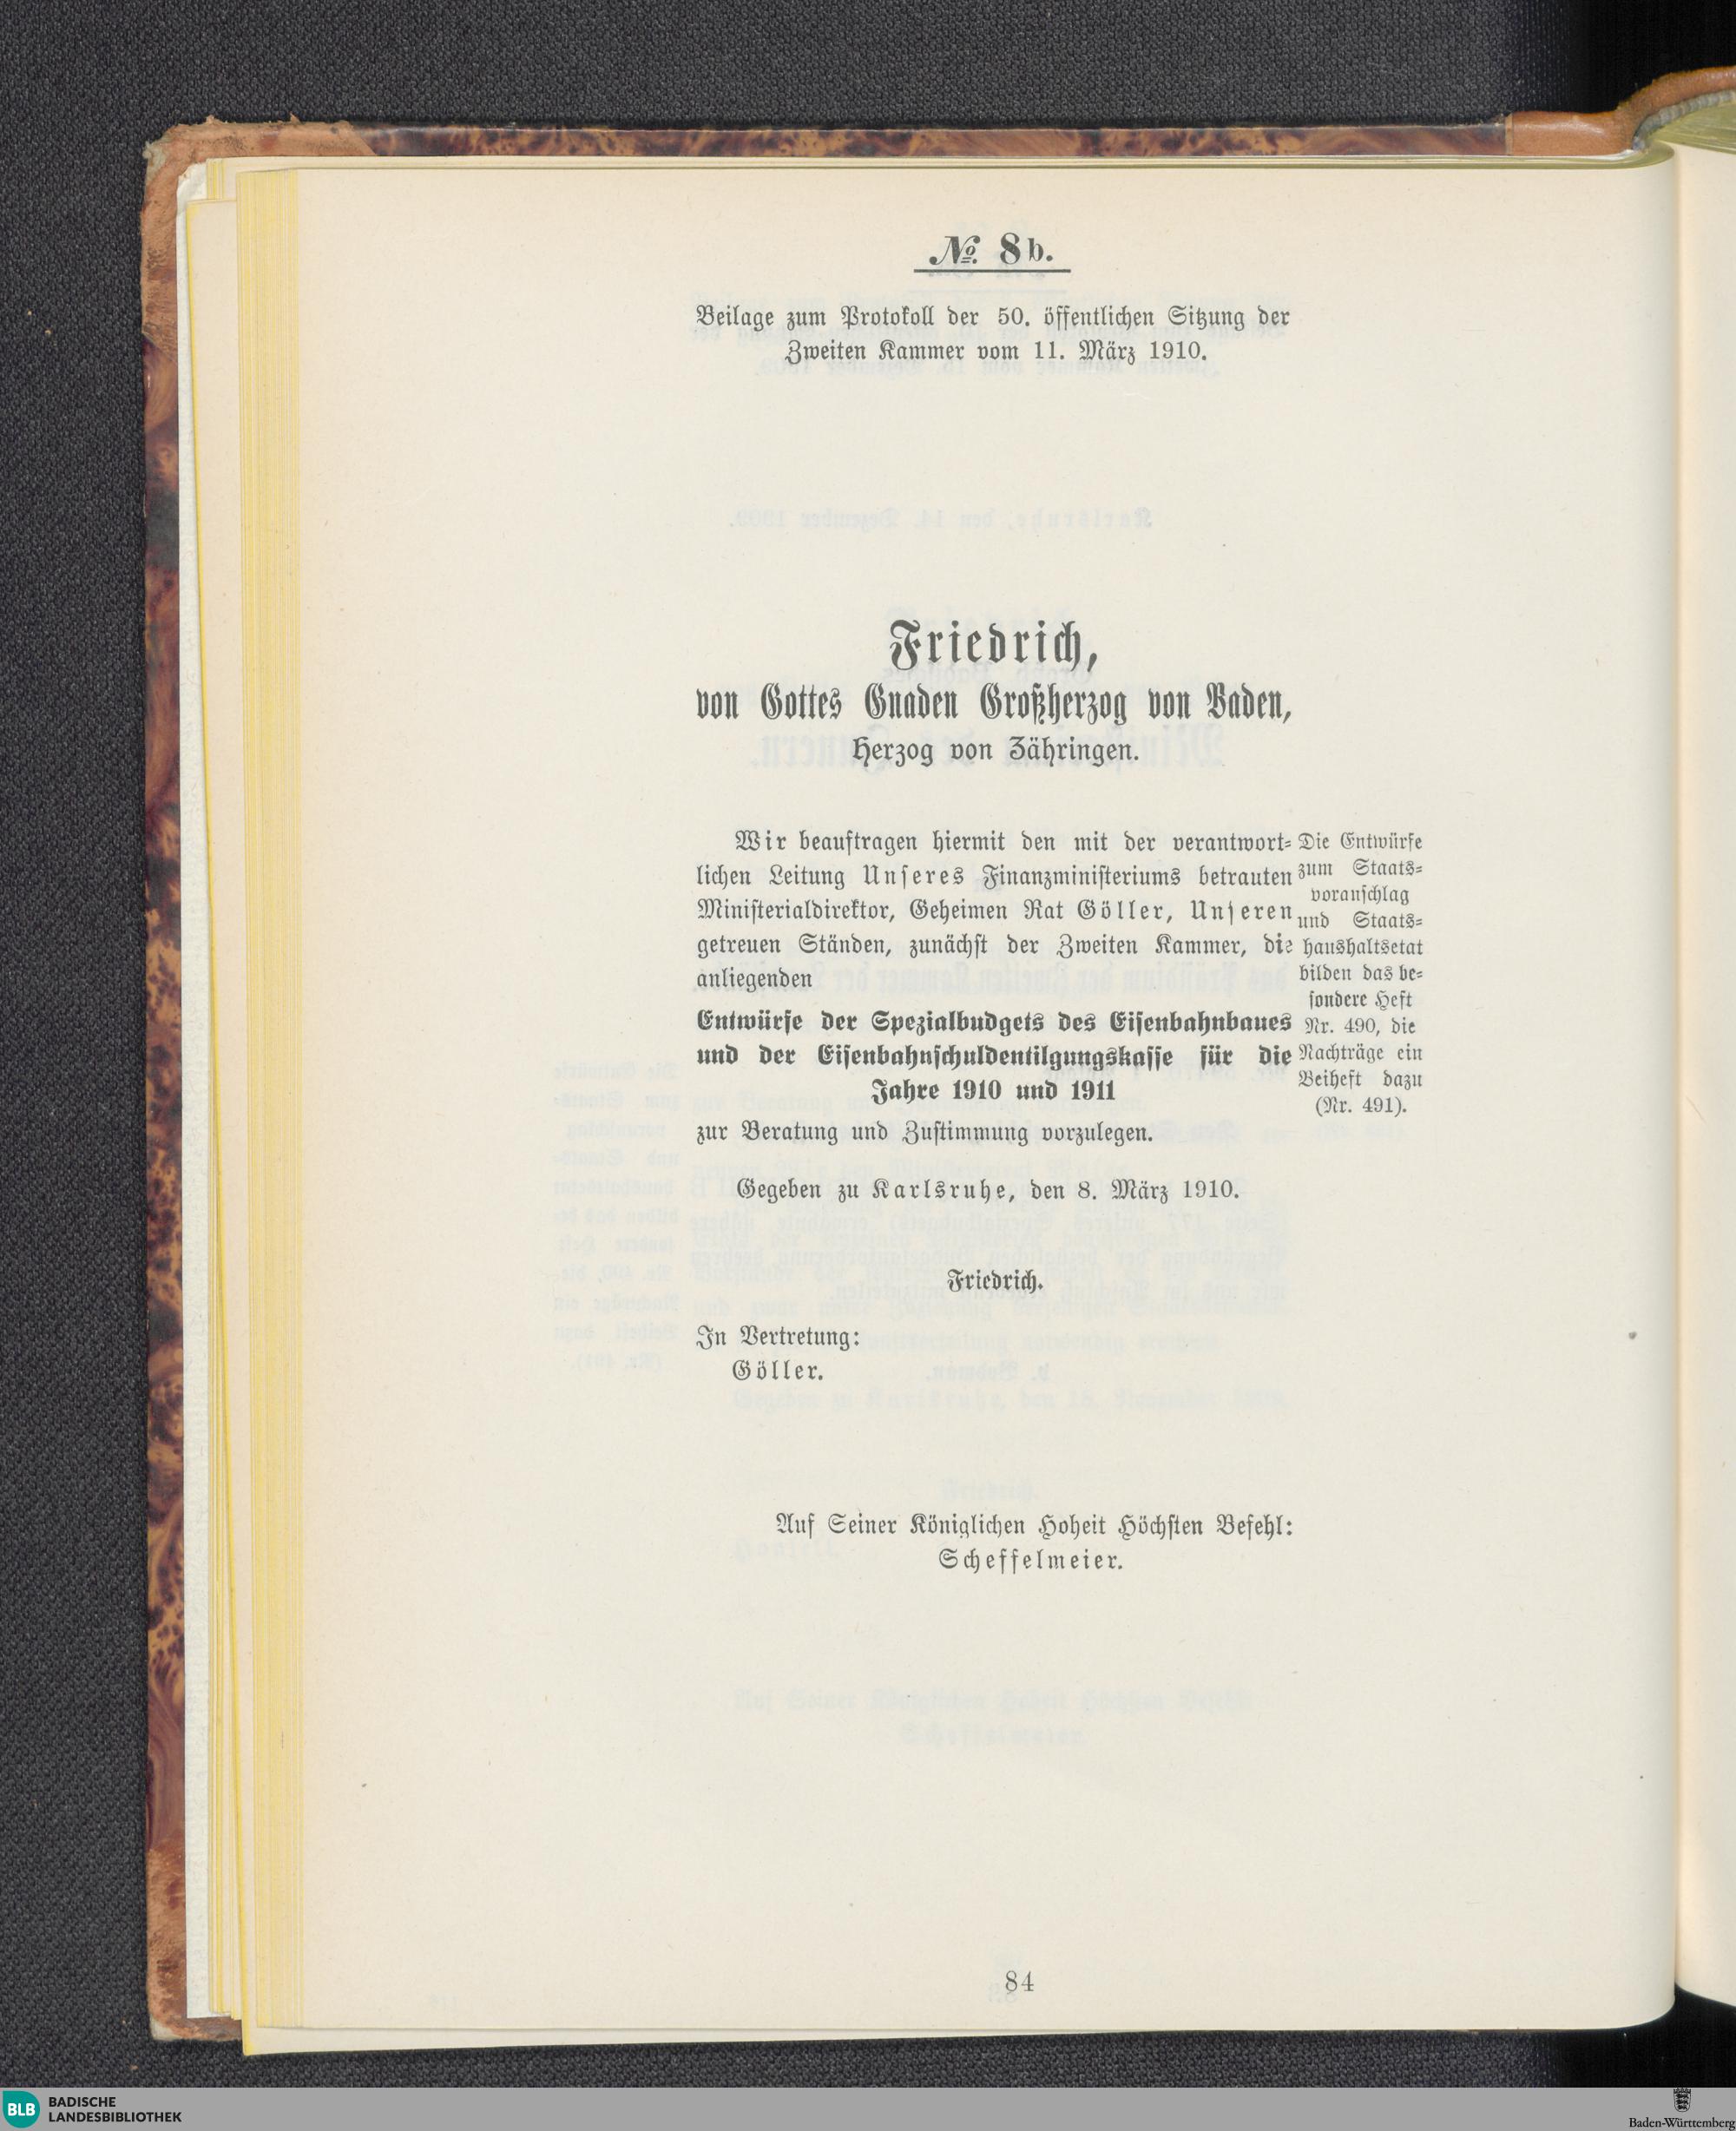 № 8b.
Beilage zum Protokoll der 50. öffentlichen Sitzung der
Zweiten Kammer vom 11. März 1910.
Friedrich,
von Gottes Gnaden Großherzog von Baden,
Herzog von Zähringen.
Wir beauftragen hiermit den mit der verantwort-
lichen Leitung Unseres Finanzministeriums betrauten
Ministerialdirektor, Geheimen Rat Göller, Unseren
getreuen Ständen, zunächst der Zweiten Kammer, die
anliegenden
Entwürfe der Spezialbudgets des Eisenbahnbaues
und der Eisenbahnschuldentilgungskasse für die
Jahre 1910 und 1911
zur Beratung und Zustimmung vorzulegen.
Gegeben zu Karlsruhe, den 8. März 1910.
Friedrich.
In Vertretung:
Göller.
Auf Seiner Königlichen Hoheit Höchsten Befehl:
Scheffelmeier.
Die Entwürfe
zum Staats-
voranschlag
und Staats-
haushaltsetat
bilden das be-
sondere Heft
Nr. 490, die
Nachträge ein
Beiheft dazu
(Nr. 491).
84
BLB BADISCHE
LANDESBIBLIOTHEK
Baden-Württemberg